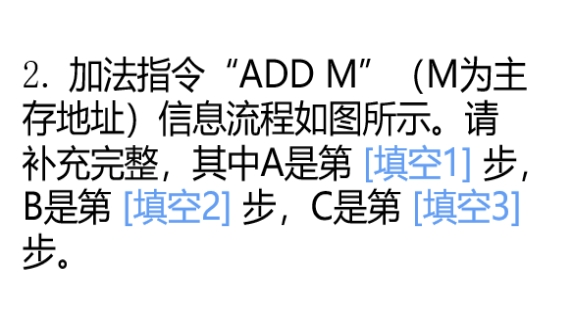 2. 加法指令“ADD M”（M为主
存地址）信息流程如图所示。请
补充完整，其中A是第 [填空1] 步，
B是第 [填空2] 步，C是第 [填空3]
步。